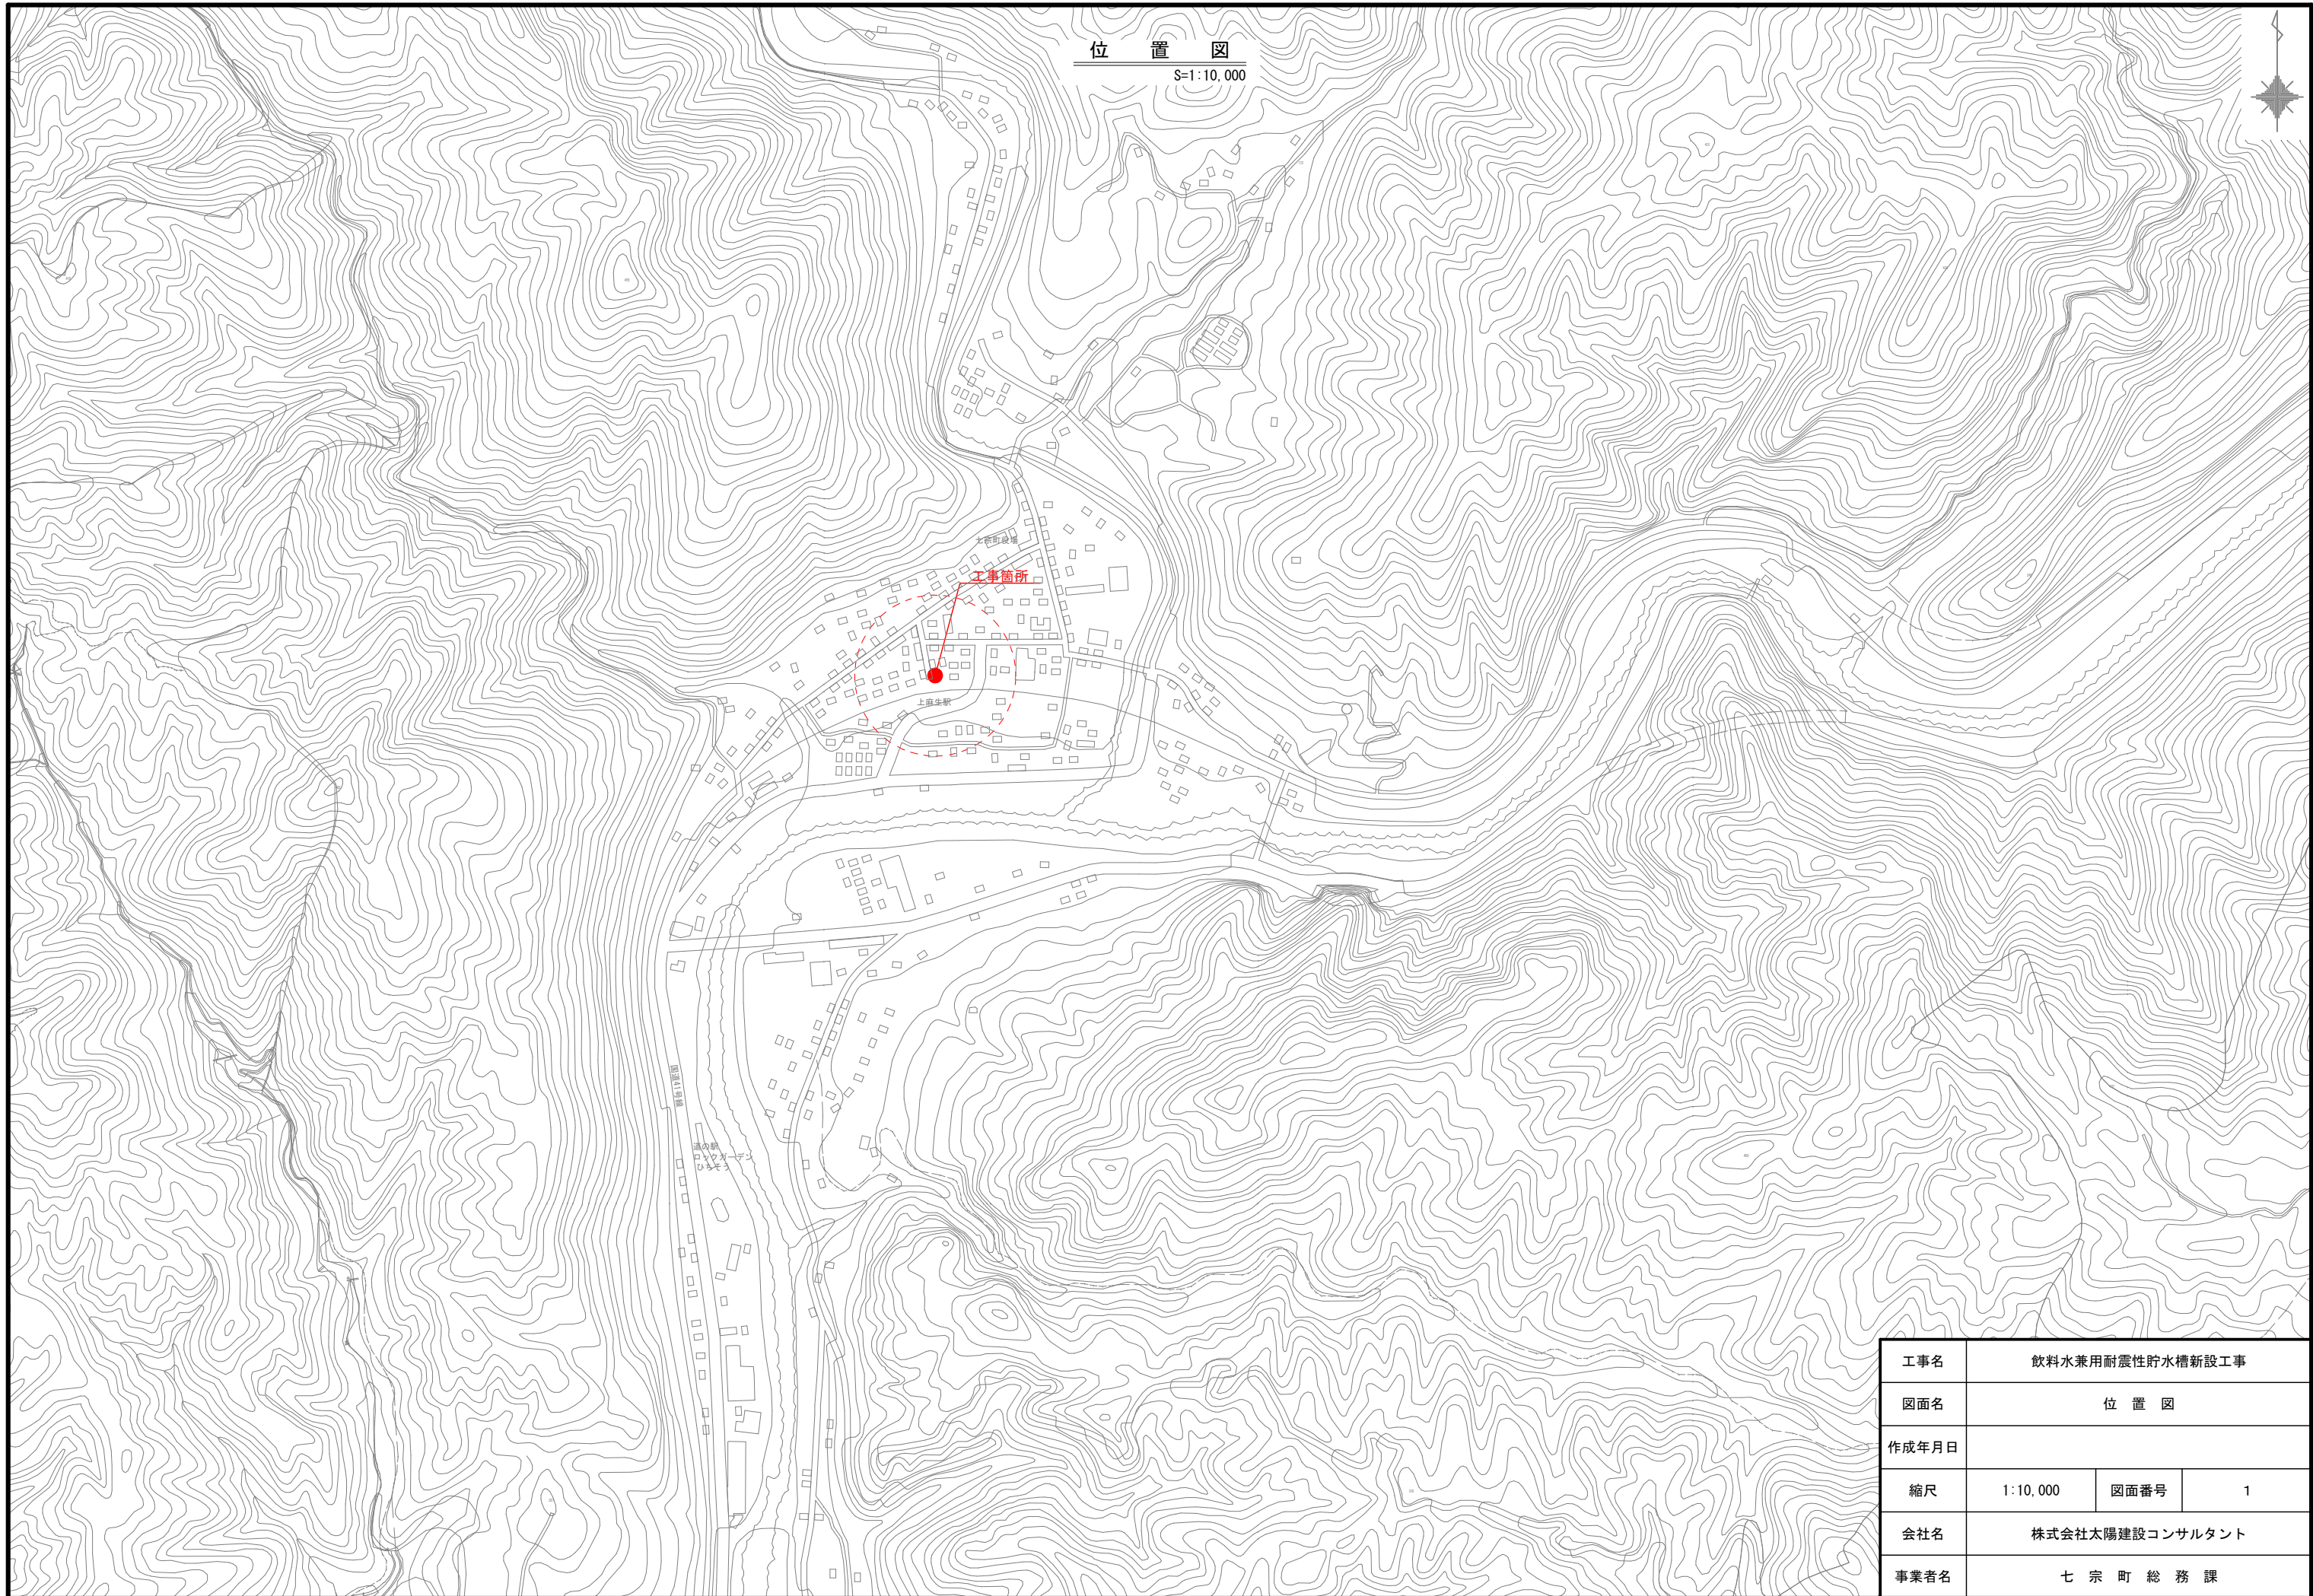 位 置 図
S=1:10,000
七宗町役場
工事箇所
上麻生駅
国道41号線
道の駅
ロックガーデン
ひちそう
工事名 飲料水兼用耐震性貯水槽新設工事
図面名 位 置 図
作成年月日
縮尺 1:10,000 図面番号 1
会社名 株式会社太陽建設コンサルタント
事業者名 七 宗 町 総 務 課